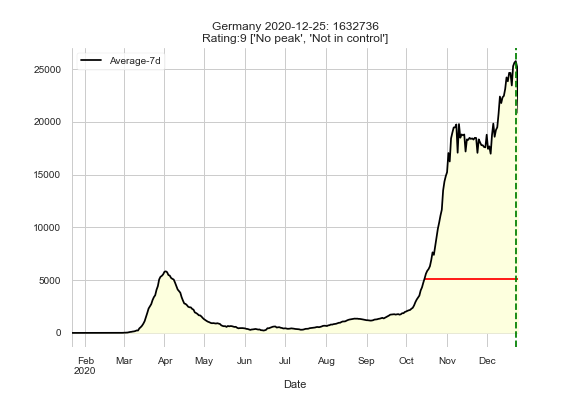 Germany 2020-12-25: 1632736
Rating:9 ['No peak', 'Not in control']
Average-7d
25000
20000
15000
10000
5000
0
Feb Mar Apr May Jun Jul Aug Sep Oct Nov Dec
2020
Date